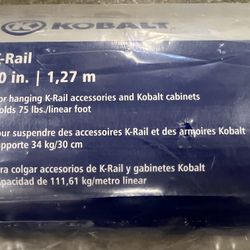 K KOBALT
K-Rail
0 in. | 1,27 m
or hanging K-Rail accessories and Kobalt cabinets
olds 75 lbs./linear foot
our suspendre des accessoires K-Rail et des armoires Kobalt
upporte 34 kg/30 cm
ra colgar accesorios de K-Rail y gabinetes Kobalt
apacidad de 111,61 kg/metro linear